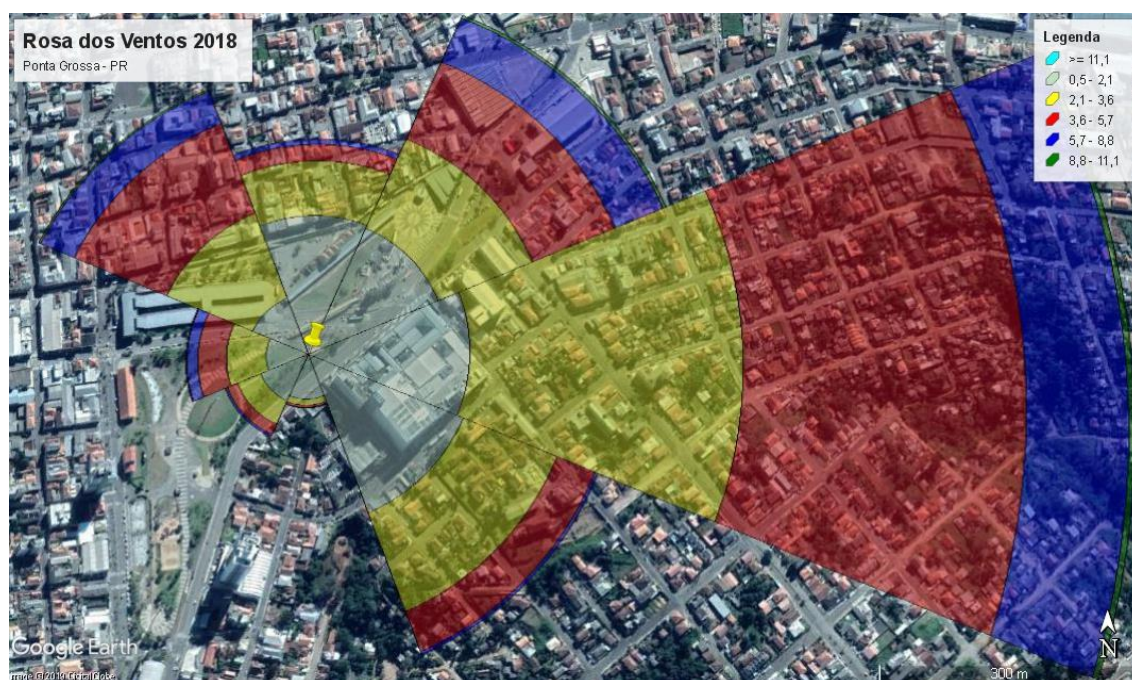 Rosa dos Ventos 2018
Ponta Grossa - PR
Legenda
>= 11,1
0,5 - 2,1
2,1 - 3,6
3,6 - 5,7
5,7 - 8,8
8,8 - 11,1
Google Earth
N
300 m